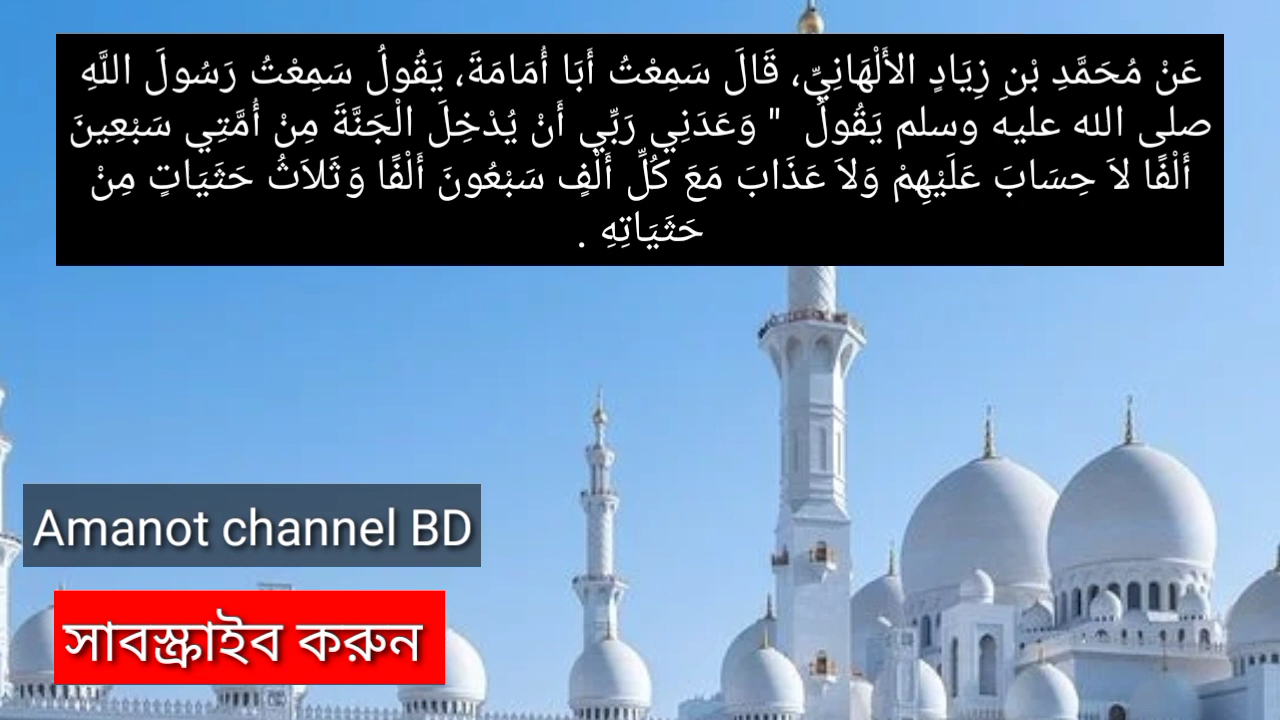 عَنْ مُحَمَّدِ بْنِ زِيَادٍ الأَلْهَانِيِّ، قَالَ سَمِعْتُ أَبَا أُمَامَةَ، يَقُولُ سَمِعْتُ رَسُولَ اللَّهِ
صلى الله عليه وسلم يَقُولُ ‏ "‏ وَعَدَنِي رَبِّي أَنْ يُدْخِلَ الْجَنَّةَ مِنْ أُمَّتِي سَبْعِينَ
أَلْفًا لاَ حِسَابَ عَلَيْهِمْ وَلاَ عَذَابَ مَعَ كُلِّ أَلْفٍ سَبْعُونَ أَلْفًا وَثَلاَثُ حَثَيَاتٍ مِنْ
حَثَيَاتِهِ .
Amanot channel BD
সাবস্ক্রাইব করুন